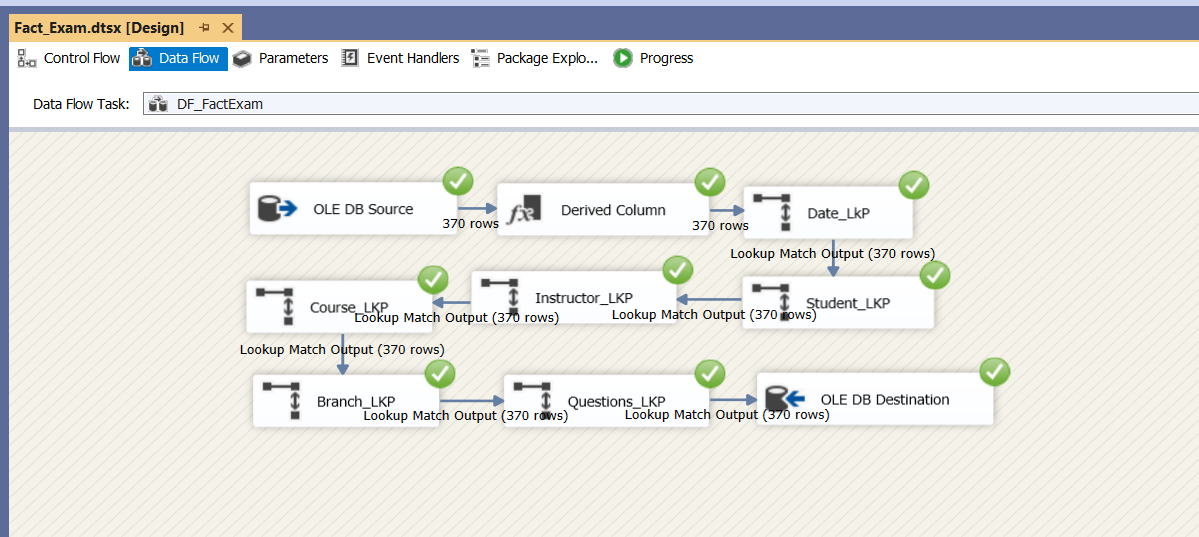 Fact_Exam.dtsx [Design]
Control Flow Data Flow Parameters Event Handlers Package Explo... Progress
Data Flow Task: DF_FactExam
OLE DB Source
370 rows
Derived Column
370 rows
Date_LkP
Lookup Match Output (370 rows)
Student_LKP
Lookup Match Output (370 rows)
Instructor_LKP
Lookup Match Output (370 rows)
Course_LKP
Lookup Match Output (370 rows)
Branch_LKP
Lookup Match Output (370 rows)
Questions_LKP
Lookup Match Output (370 rows)
OLE DB Destination